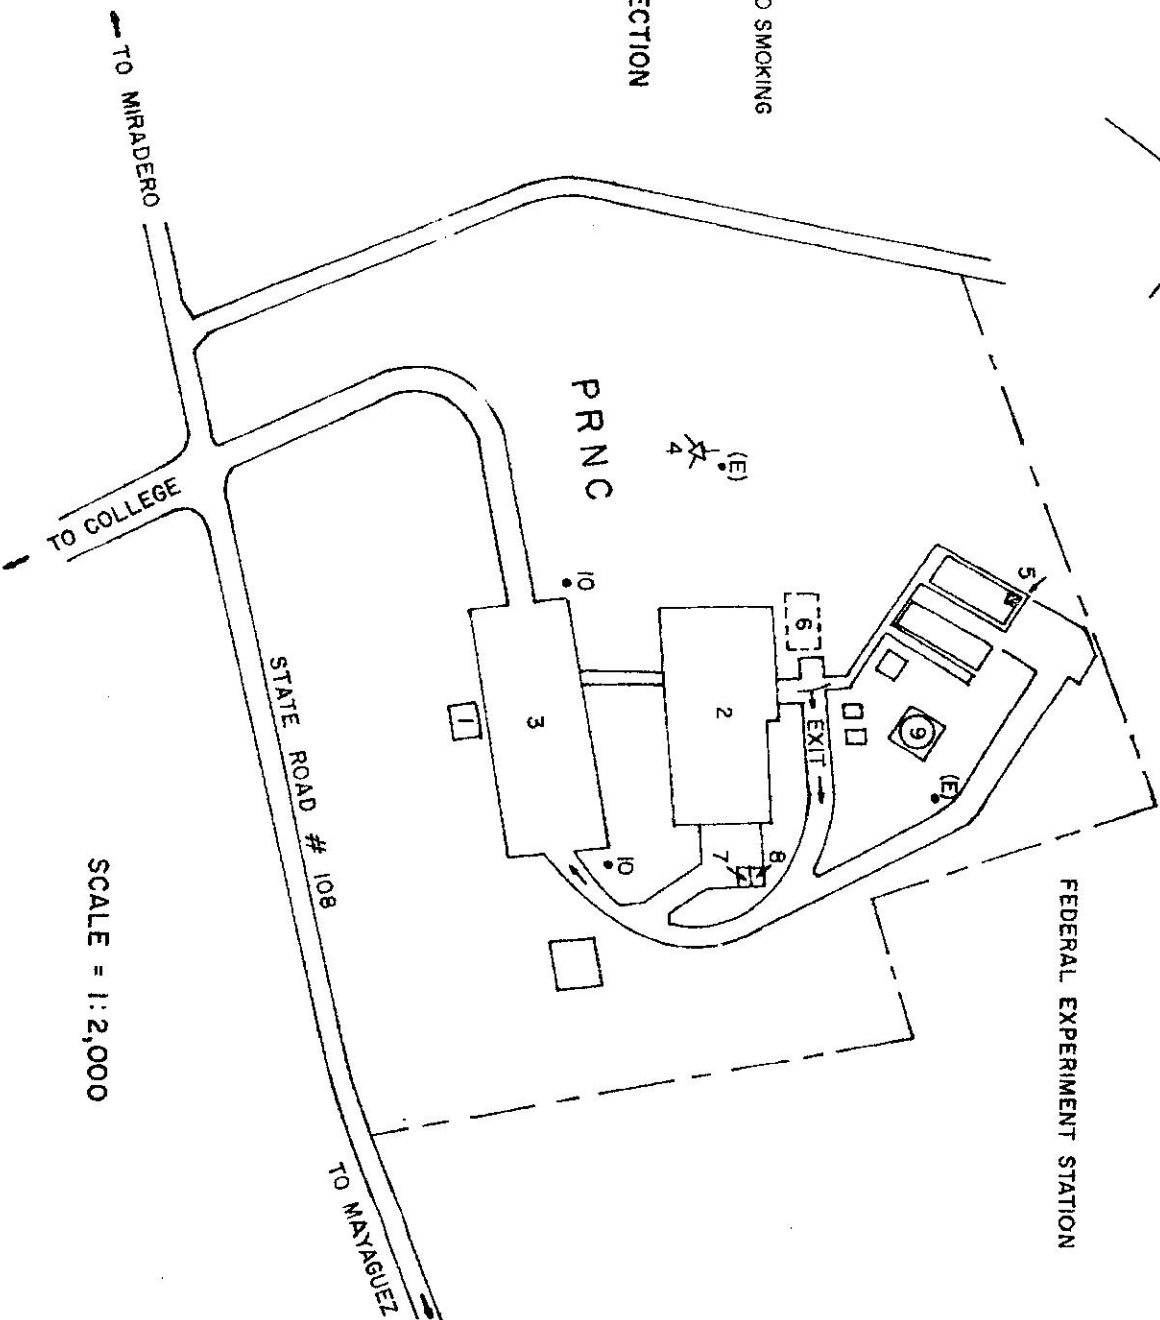 O SMOKING
ECTION
TO MIRADERO
PRNC
4
(E)
5
6
10
2
EXIT
9
(E)
3
1
7
8
10
TO COLLEGE
STATE ROAD # 108
FEDERAL EXPERIMENT STATION
SCALE = 1:2,000
TO MAYAGUEZ